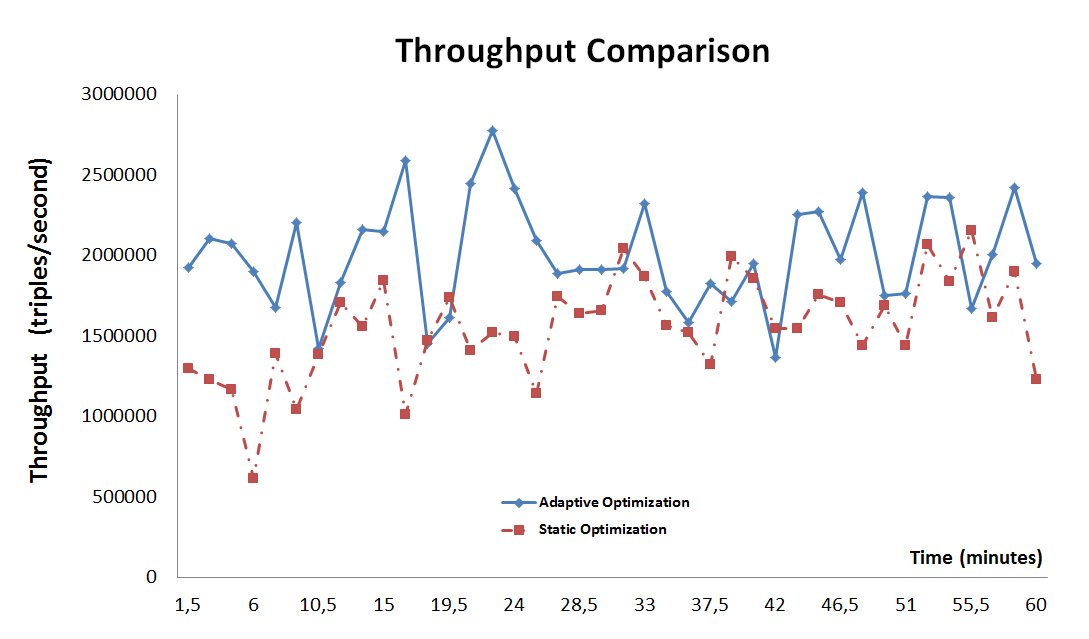 Throughput Comparison
Throughput (triples/second)
3000000
2500000
2000000
1500000
1000000
500000
0
Adaptive Optimization
Static Optimization
Time (minutes)
1,5 6 10,5 15 19,5 24 28,5 33 37,5 42 46,5 51 55,5 60